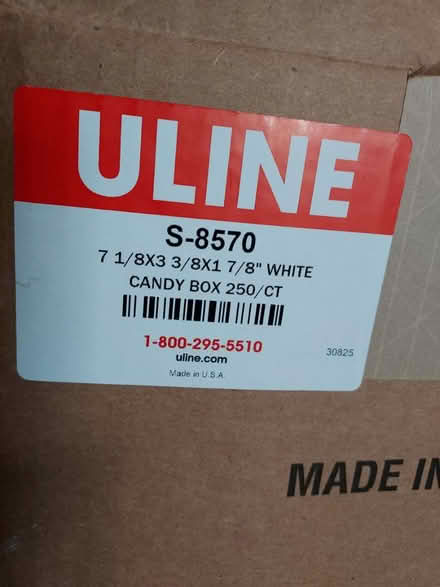 ULINE
S-8570
7 1/8X3 3/8X1 7/8" WHITE
CANDY BOX 250/CT
1-800-295-5510
uline.com
30825
Made in U.S.A.
MADE IN